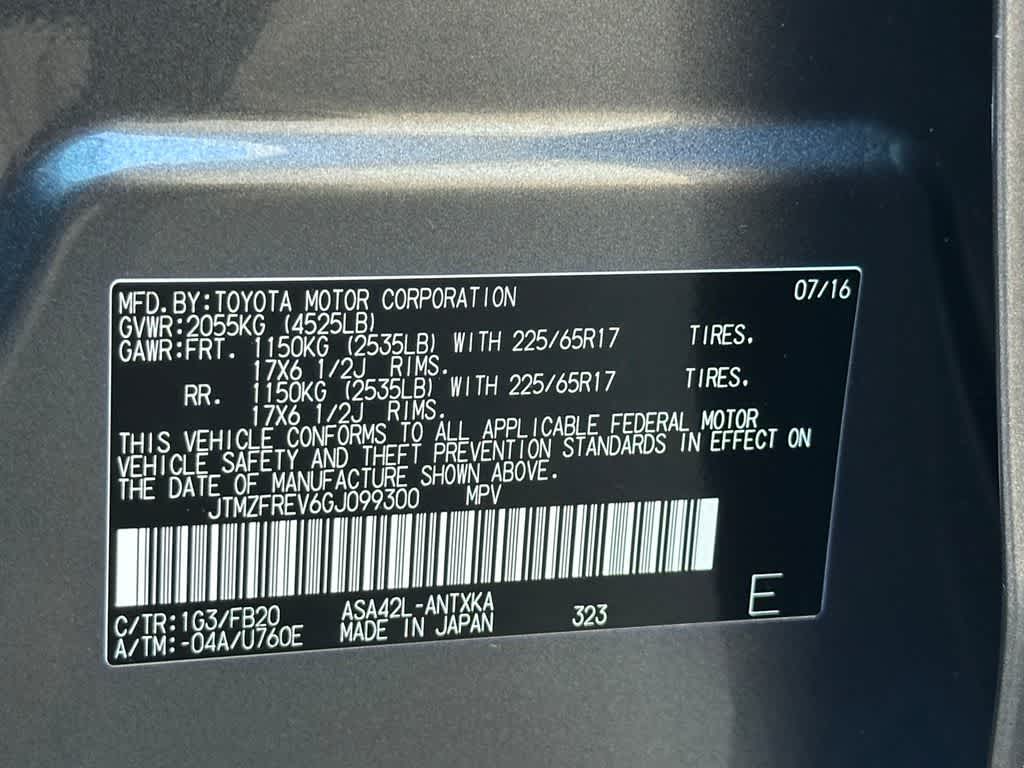 MFD.BY:TOYOTA MOTOR CORPORATION 07/16
GVWR:2055KG (4525LB)
GAWR:FRT. 1150KG (2535LB) WITH 225/65R17 TIRES.
17X6 1/2J RIMS.
RR. 1150KG (2535LB) WITH 225/65R17 TIRES.
17X6 1/2J RIMS.
THIS VEHICLE CONFORMS TO ALL APPLICABLE FEDERAL MOTOR
VEHICLE SAFETY AND THEFT PREVENTION STANDARDS IN EFFECT ON
THE DATE OF MANUFACTURE SHOWN ABOVE.
JTMZFREV6GJ099300 MPV
C/TR:1G3/FB20 ASA42L-ANTXKA 323 E
A/TM:-04A/U760E MADE IN JAPAN